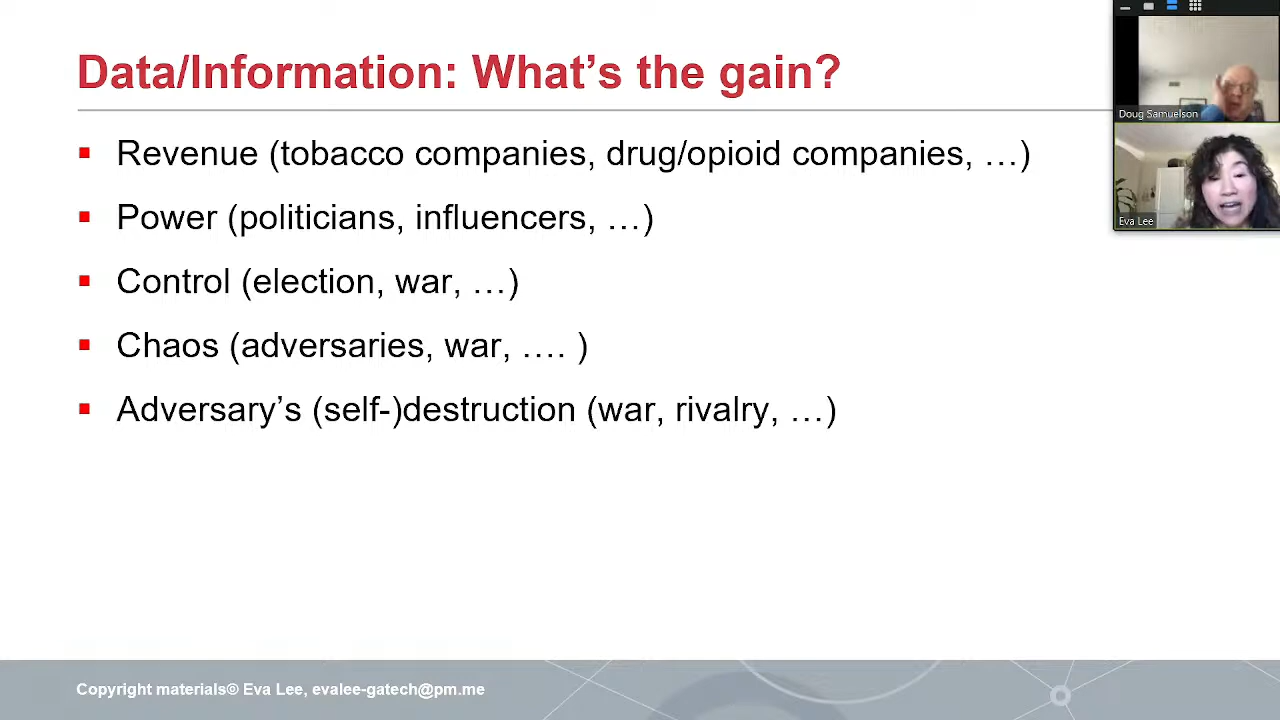 Data/Information: What's the gain?
Revenue (tobacco companies, drug/opioid companies, …)
Power (politicians, influencers, …)
Control (election, war, …)
Chaos (adversaries, war, …. )
Adversary's (self-)destruction (war, rivalry, …)
Doug Samuelson
Eva Lee
Copyright materials© Eva Lee, evalee-gatech@pm.me